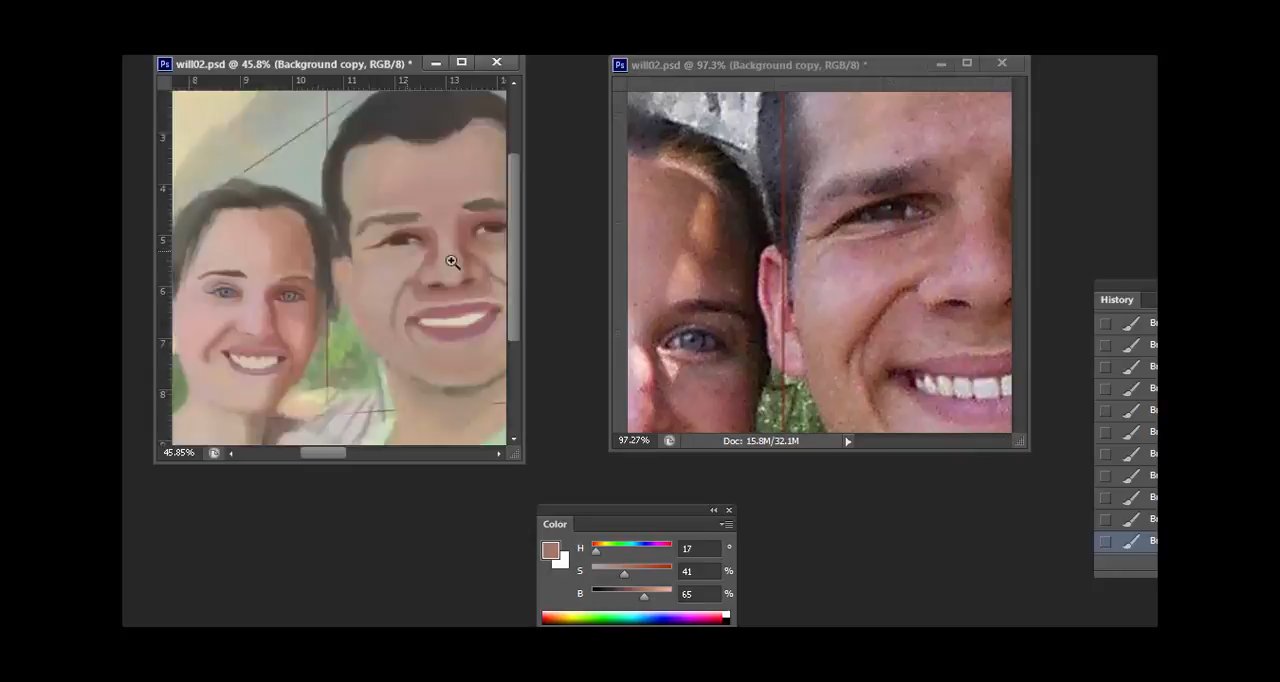 Ps will02.psd @ 45.8% (Background copy, RGB/8) *
8 9 10 11 12 13
3
4
5
6
7
8
45.85%
Ps will02.psd @ 97.3% (Background copy, RGB/8) *
97.27% Doc: 15.8M/32.1M
Color
H 17 °
S 41 %
B 65 %
History